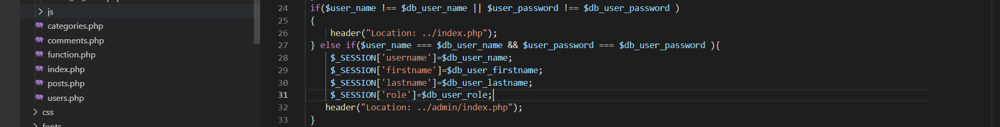 js
categories.php
comments.php
function.php
index.php
posts.php
users.php
css
fonts
24 if($user_name !== $db_user_name || $user_password !== $db_user_password )
25 {
26 header("Location: ../index.php");
27 } else if($user_name === $db_user_name && $user_password === $db_user_password ){
28 $_SESSION['username']=$db_user_name;
29 $_SESSION['firstname']=$db_user_firstname;
30 $_SESSION['lastname']=$db_user_lastname;
31 $_SESSION['role']=$db_user_role;
32 header("Location: ../admin/index.php");
33 }